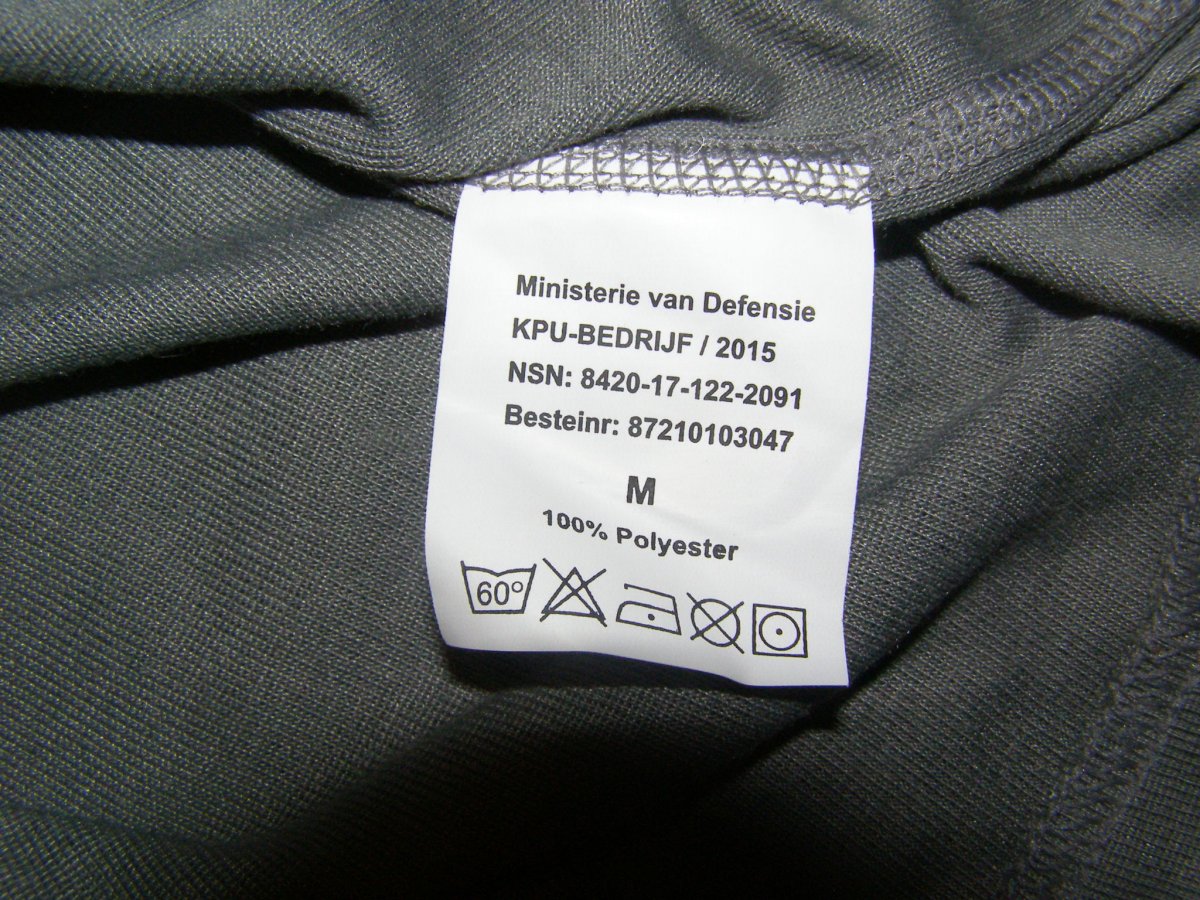 Ministerie van Defensie
KPU-BEDRIJF / 2015
NSN: 8420-17-122-2091
Besteinr: 87210103047
M
100% Polyester
60°